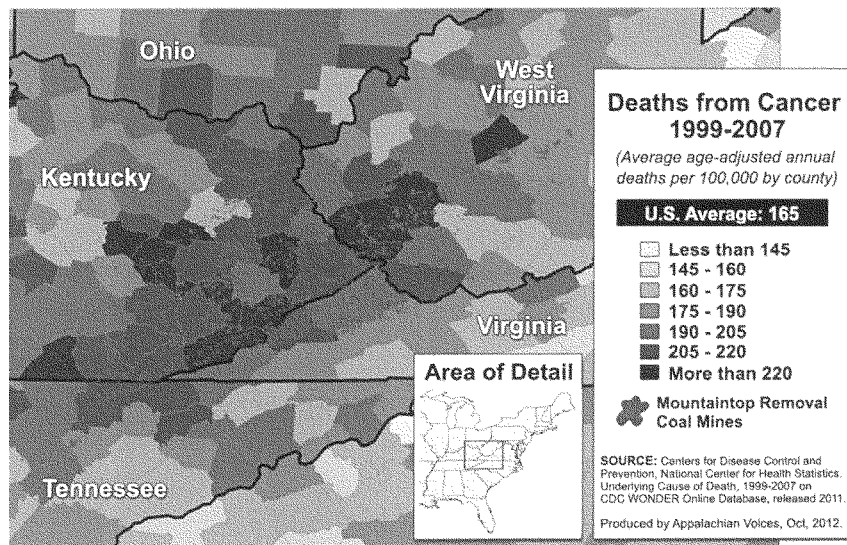 Ohio
West
Virginia
Kentucky
Virginia
Tennessee
Area of Detail
Deaths from Cancer
1999-2007
(Average age-adjusted annual
deaths per 100,000 by county)
U.S. Average: 165
Less than 145
145 - 160
160 - 175
175 - 190
190 - 205
205 - 220
More than 220
Mountaintop Removal
Coal Mines
SOURCE: Centers for Disease Control and
Prevention, National Center for Health Statistics.
Underlying Cause of Death, 1999-2007 on
CDC WONDER Online Database, released 2011.
Produced by Appalachian Voices, Oct, 2012.